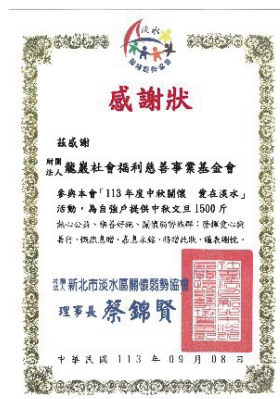 淡水
關懷弱勢協會
感謝狀
茲感謝
財團法人龍巖社會福利慈善事業基金會
參與本會「113年度中秋關懷 愛在淡水」
活動,為自強戶提供中秋文旦1500斤
熱心公益、樂善好施、關懷弱勢族群;發揮愛心與
善行,慨施惠贈,嘉惠永銘,特贈此狀,謹表謝忱。
社團法人新北市淡水區關懷弱勢協會
理事長 蔡錦賢
中華民國 113 年 09 月 08 日